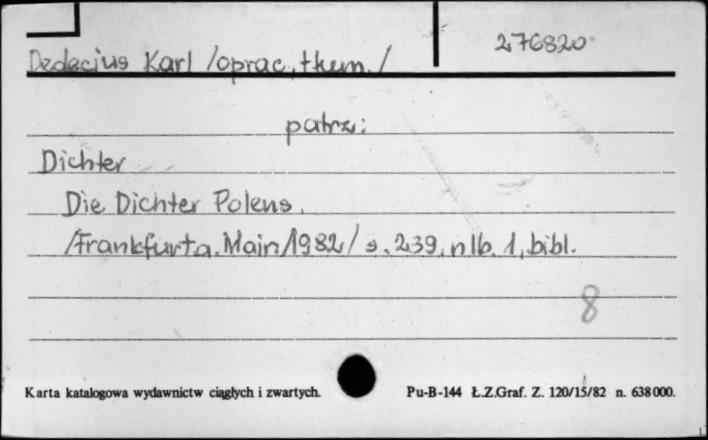 276820
Dedecius Karl /oprac., tłum./
patrz:
Dichter
Die Dichter Polens.
/Frankfurt a. Main/1982/ s. 239, nlb. 1, bibl.
8
Karta katalogowa wydawnictw ciągłych i zwartych. Pu-B-144 Ł.Z.Graf. Z. 120/15/82 n. 638000.